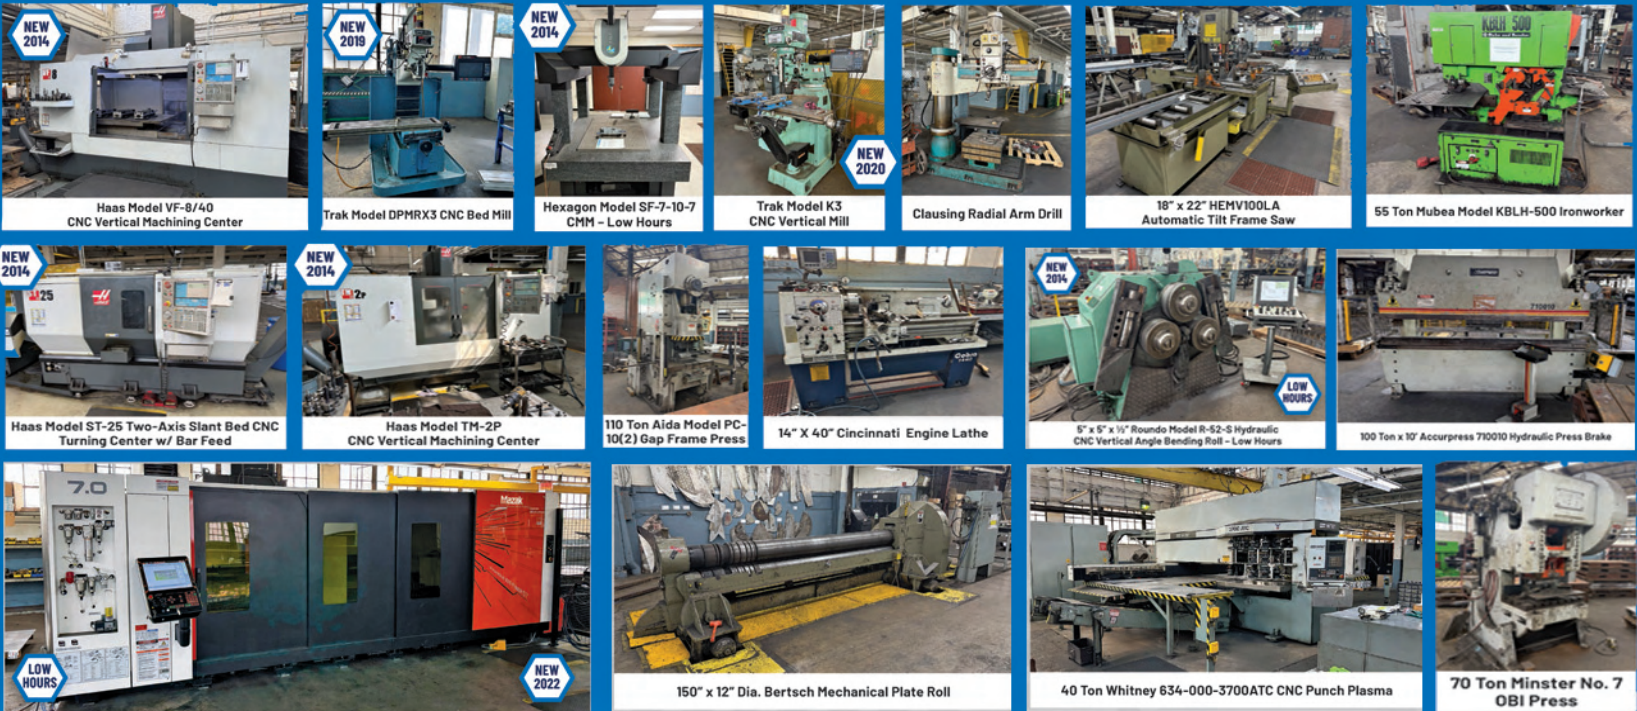 NEW
2014
8
Haas Model VF-8/40
CNC Vertical Machining Center
NEW
2019
Trak Model DPMRX3 CNC Bed Mill
NEW
2014
Hexagon Model SF-7-10-7
CMM – Low Hours
NEW
2020
Trak Model K3
CNC Vertical Mill
Clausing Radial Arm Drill
18" x 22" HEMV100LA
Automatic Tilt Frame Saw
KBLH 500
55 Ton Mubea Model KBLH-500 Ironworker
NEW
2014
25
Haas Model ST-25 Two-Axis Slant Bed CNC
Turning Center w/ Bar Feed
NEW
2014
2P
Haas Model TM-2P
CNC Vertical Machining Center
110 Ton Aida Model PC-
10(2) Gap Frame Press
Cobra
14" X 40" Cincinnati Engine Lathe
NEW
2014
LOW
HOURS
5" x 5" x ½" Roundo Model R-52-S Hydraulic
CNC Vertical Angle Bending Roll – Low Hours
710010
100 Ton x 10' Accurpress 710010 Hydraulic Press Brake
7.0
Mazak
LOW
HOURS
NEW
2022
150" x 12" Dia. Bertsch Mechanical Plate Roll
40 Ton Whitney 634-000-3700ATC CNC Punch Plasma
70 Ton Minster No. 7
OBI Press